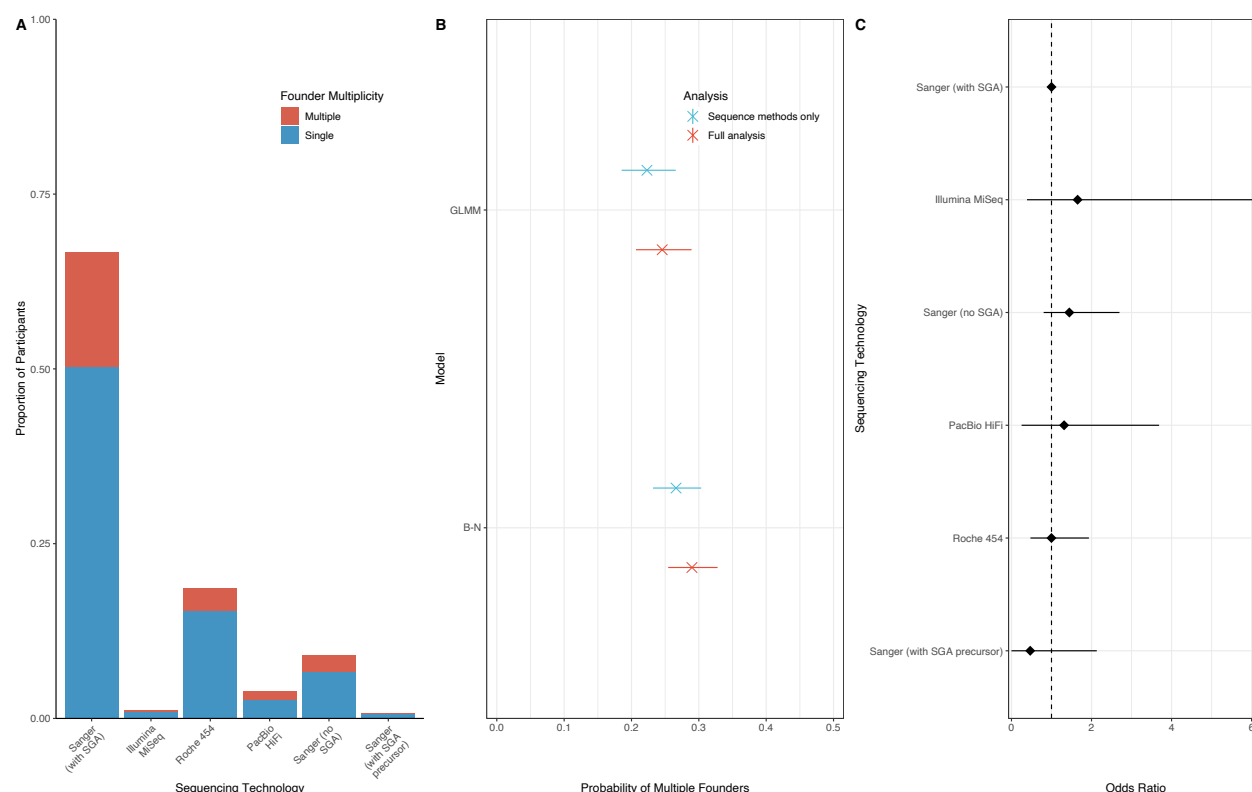 A
1.00
0.75
0.50
0.25
0.00
Proportion of Participants
Founder Multiplicity
Multiple
Single
Sanger
(with SGA)
Illumina
MiSeq
Roche 454
PacBio
HiFi
Sanger (no
SGA)
Sanger
(with SGA
precursor)
Sequencing Technology
B
Analysis
Sequence methods only
Full analysis
GLMM
B-N
Model
0.0
0.1
0.2
0.3
0.4
0.5
Probability of Multiple Founders
C
Sequencing Technology
Sanger (with SGA)
Illumina MiSeq
Sanger (no SGA)
PacBio HiFi
Roche 454
Sanger (with SGA precursor)
0
2
4
6
Odds Ratio